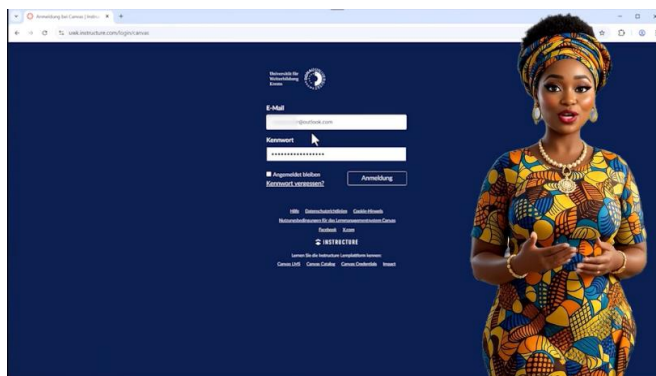 Anmeldung bei Canvas | Instru
uwk.instructure.com/login/canvas
Universität für
Weiterbildung
Krems
E-Mail
@outlook.com
Kennwort
Angemeldet bleiben
Kennwort vergessen?
Anmeldung
Hilfe Datenschutzrichtlinien Cookie-Hinweis
Nutzungsbedingungen für das Lernmanagementsystem Canvas
Facebook X.com
INSTRUCTURE
Lernen Sie die Instructure Lernplattform kennen:
Canvas LMS Canvas Catalog Canvas Credentials Impact